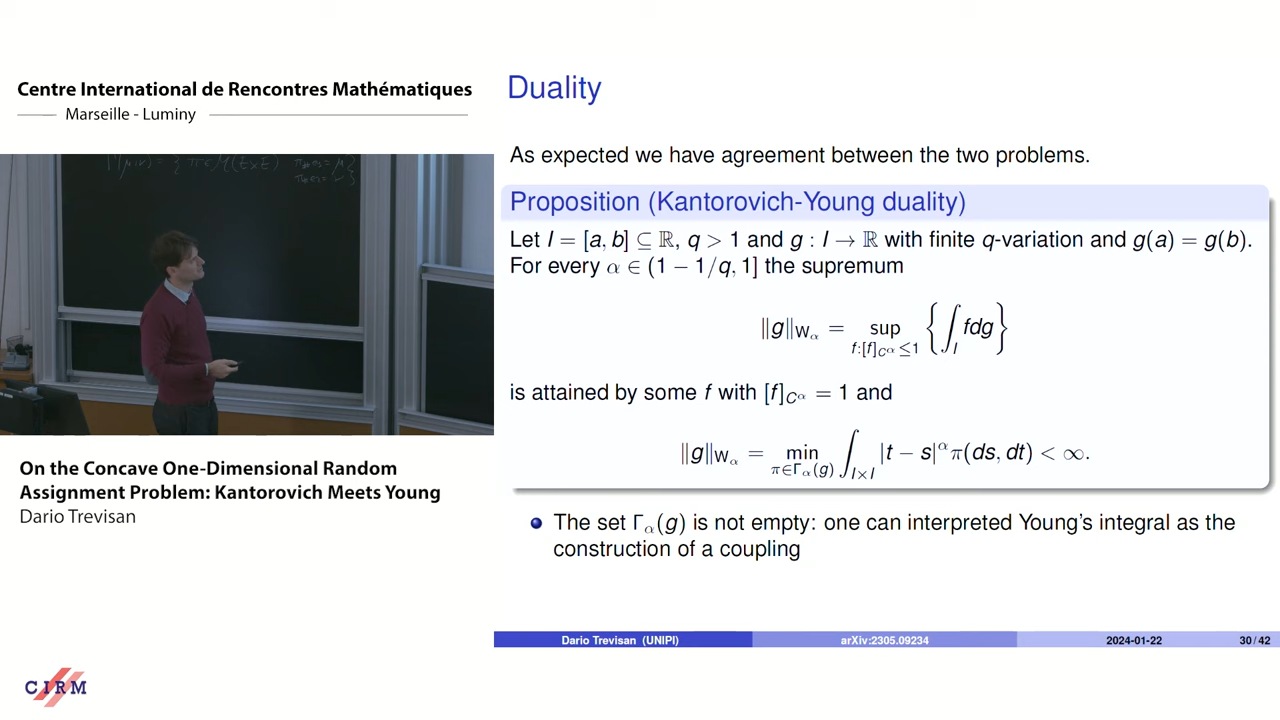 Centre International de Rencontres Mathématiques
Marseille - Luminy
On the Concave One-Dimensional Random
Assignment Problem: Kantorovich Meets Young
Dario Trevisan
CIRM
Duality
As expected we have agreement between the two problems.
Proposition (Kantorovich-Young duality)
Let I = [a, b] ⊆ ℝ, q > 1 and g : I → ℝ with finite q-variation and g(a) = g(b).
For every α ∈ (1 − 1/q, 1] the supremum
‖g‖_{W_α} = sup_{f:[f]_{C^α} ≤ 1} { ∫_I fdg }
is attained by some f with [f]_{C^α} = 1 and
‖g‖_{W_α} = min_{π∈Γ_α(g)} ∫_{I×I} |t − s|^α π(ds, dt) < ∞.
The set Γ_α(g) is not empty: one can interpreted Young's integral as the
construction of a coupling
Dario Trevisan (UNIPI) arXiv:2305.09234 2024-01-22 30 / 42